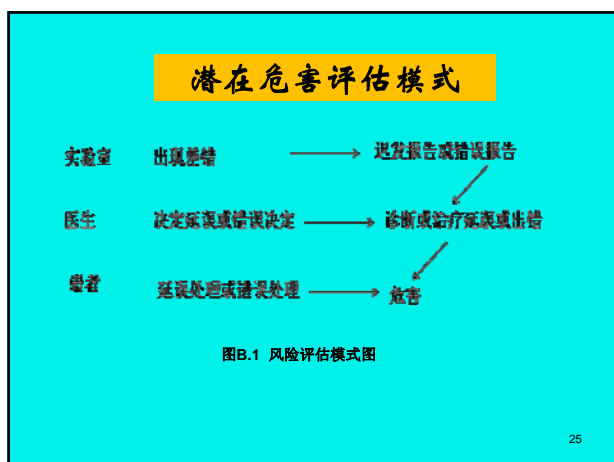 潜在危害评估模式
实验室 出现差错 迟发报告或错误报告
医生 决定延误或错误决定 诊断或治疗延误或出错
患者 延误处理或错误处理 危害
图B.1 风险评估模式图
25